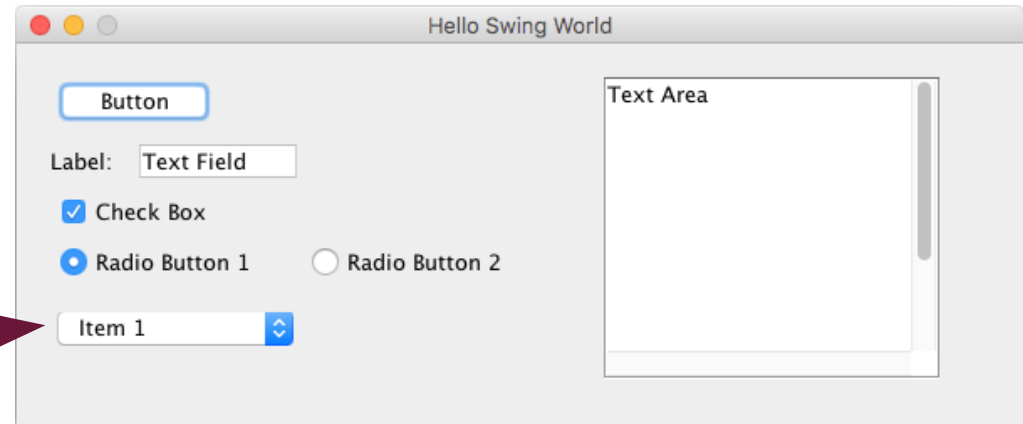 Hello Swing World
Button
Label: Text Field
Check Box
Radio Button 1 Radio Button 2
Item 1
Text Area